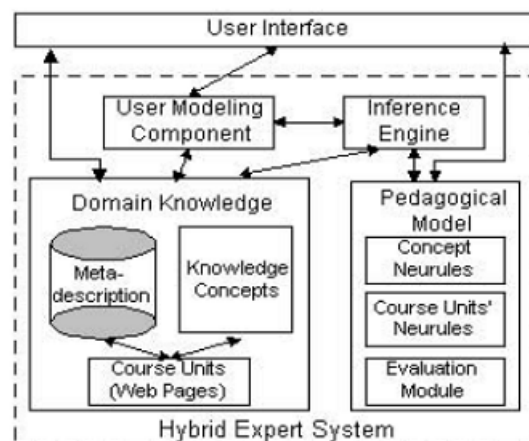 User Interface
User Modeling
Component
Inference
Engine
Domain Knowledge
Meta-
description
Knowledge
Concepts
Course Units
(Web Pages)
Pedagogical
Model
Concept
Neurules
Course Units'
Neurules
Evaluation
Module
Hybrid Expert System